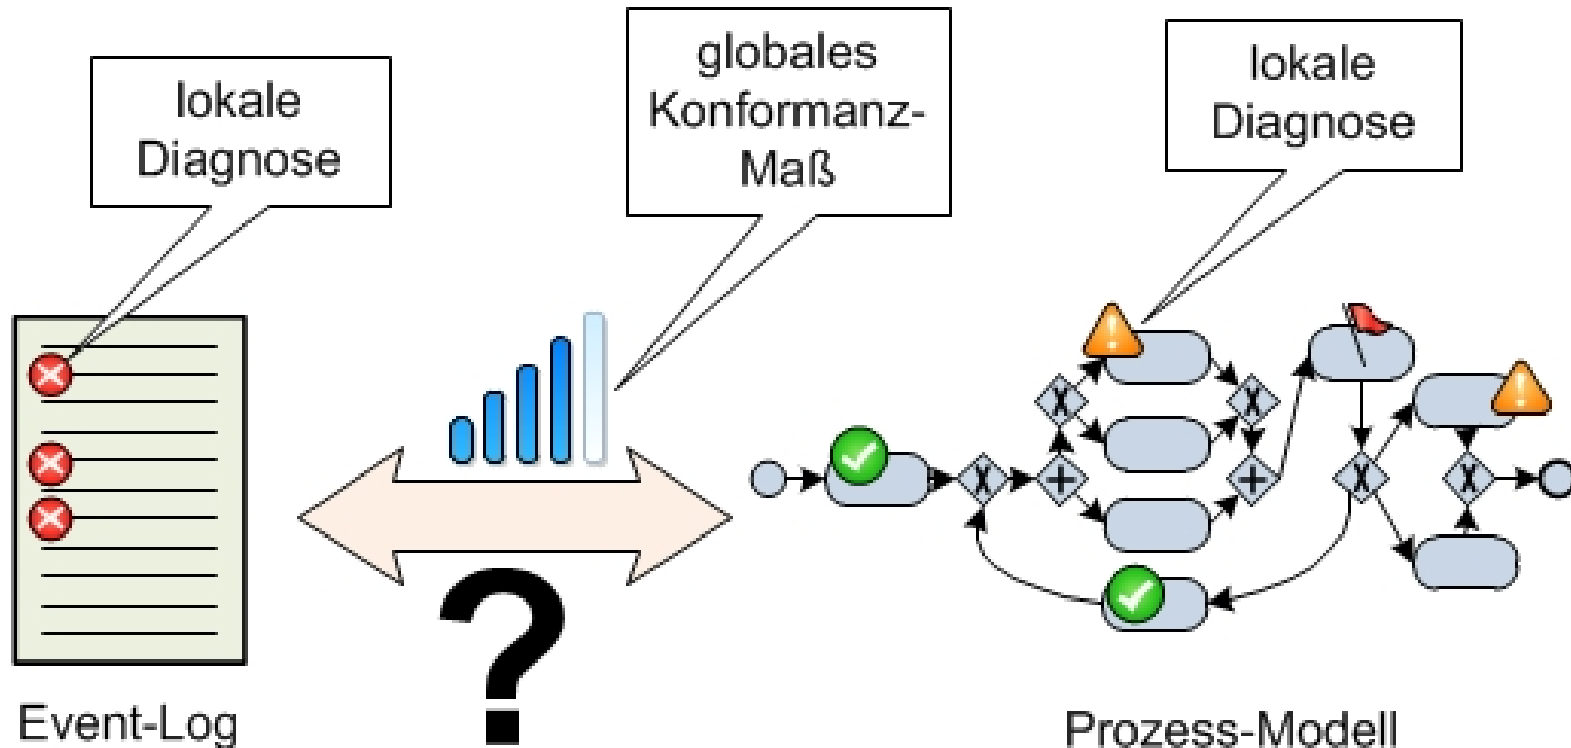 lokale
Diagnose
globales
Konformanz-
Maß
lokale
Diagnose
?
Event-Log
Prozess-Modell